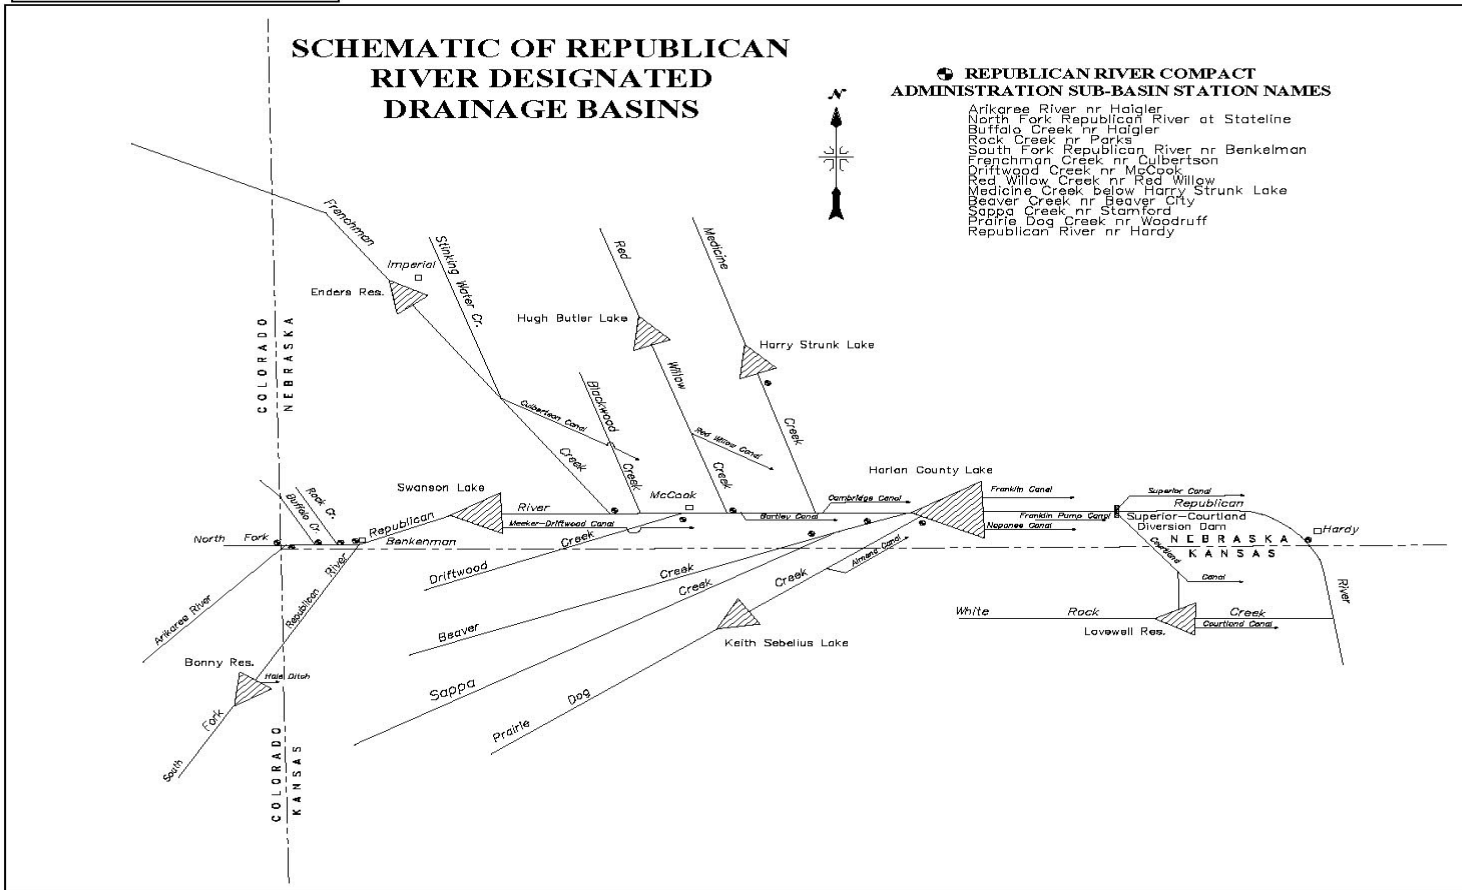 SCHEMATIC OF REPUBLICAN
RIVER DESIGNATED
DRAINAGE BASINS
N
REPUBLICAN RIVER COMPACT
ADMINISTRATION SUB-BASIN STATION NAMES
Arikaree River nr Haigler
North Fork Republican River at Stateline
Buffalo Creek nr Haigler
Rock Creek nr Parks
South Fork Republican River nr Benkelman
Frenchman Creek nr Culbertson
Driftwood Creek nr McCook
Red Willow Creek nr Red Willow
Medicine Creek below Harry Strunk Lake
Beaver Creek nr Beaver City
Sappa Creek nr Stamford
Prairie Dog Creek nr Woodruff
Republican River nr Hardy
Frenchman
Imperial
Enders Res.
Stinking Water Cr.
Red
Medicine
Hugh Butler Lake
Harry Strunk Lake
COLORADO
NEBRASKA
Willow
Blackwood
Culbertson Canal
Creek
Creek
Red Willow Canal
Creek
Creek
Harlan County Lake
Swanson Lake
McCook
Rock Cr.
Buffalo Cr.
River
Republican
Meeker-Driftwood Canal
Bartley Canal
Cambridge Canal
Franklin Canal
Franklin Pump Canal
Naponee Canal
Superior Canal
Republican
Superior-Courtland
Diversion Dam
NEBRASKA
KANSAS
Hardy
North Fork
Benkenman
Creek
Driftwood
Creek
Creek
Creek
Almena Canal
Courtland
Canal
River
River
Republican
Arikaree River
Beaver
White Rock Creek
Lovewell Res.
Courtland Canal
Keith Sebelius Lake
Bonny Res.
Hale Ditch
Sappa
Dog
Prairie
Fork
South
COLORADO
KANSAS